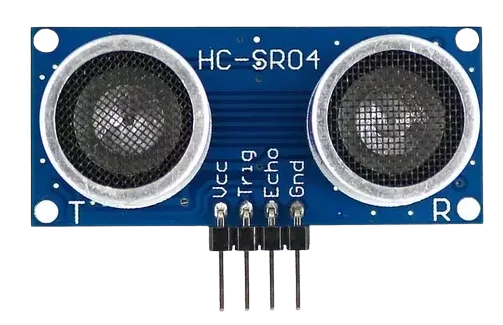 HC-SR04
Vcc
Trig
Echo
Gnd
T
R